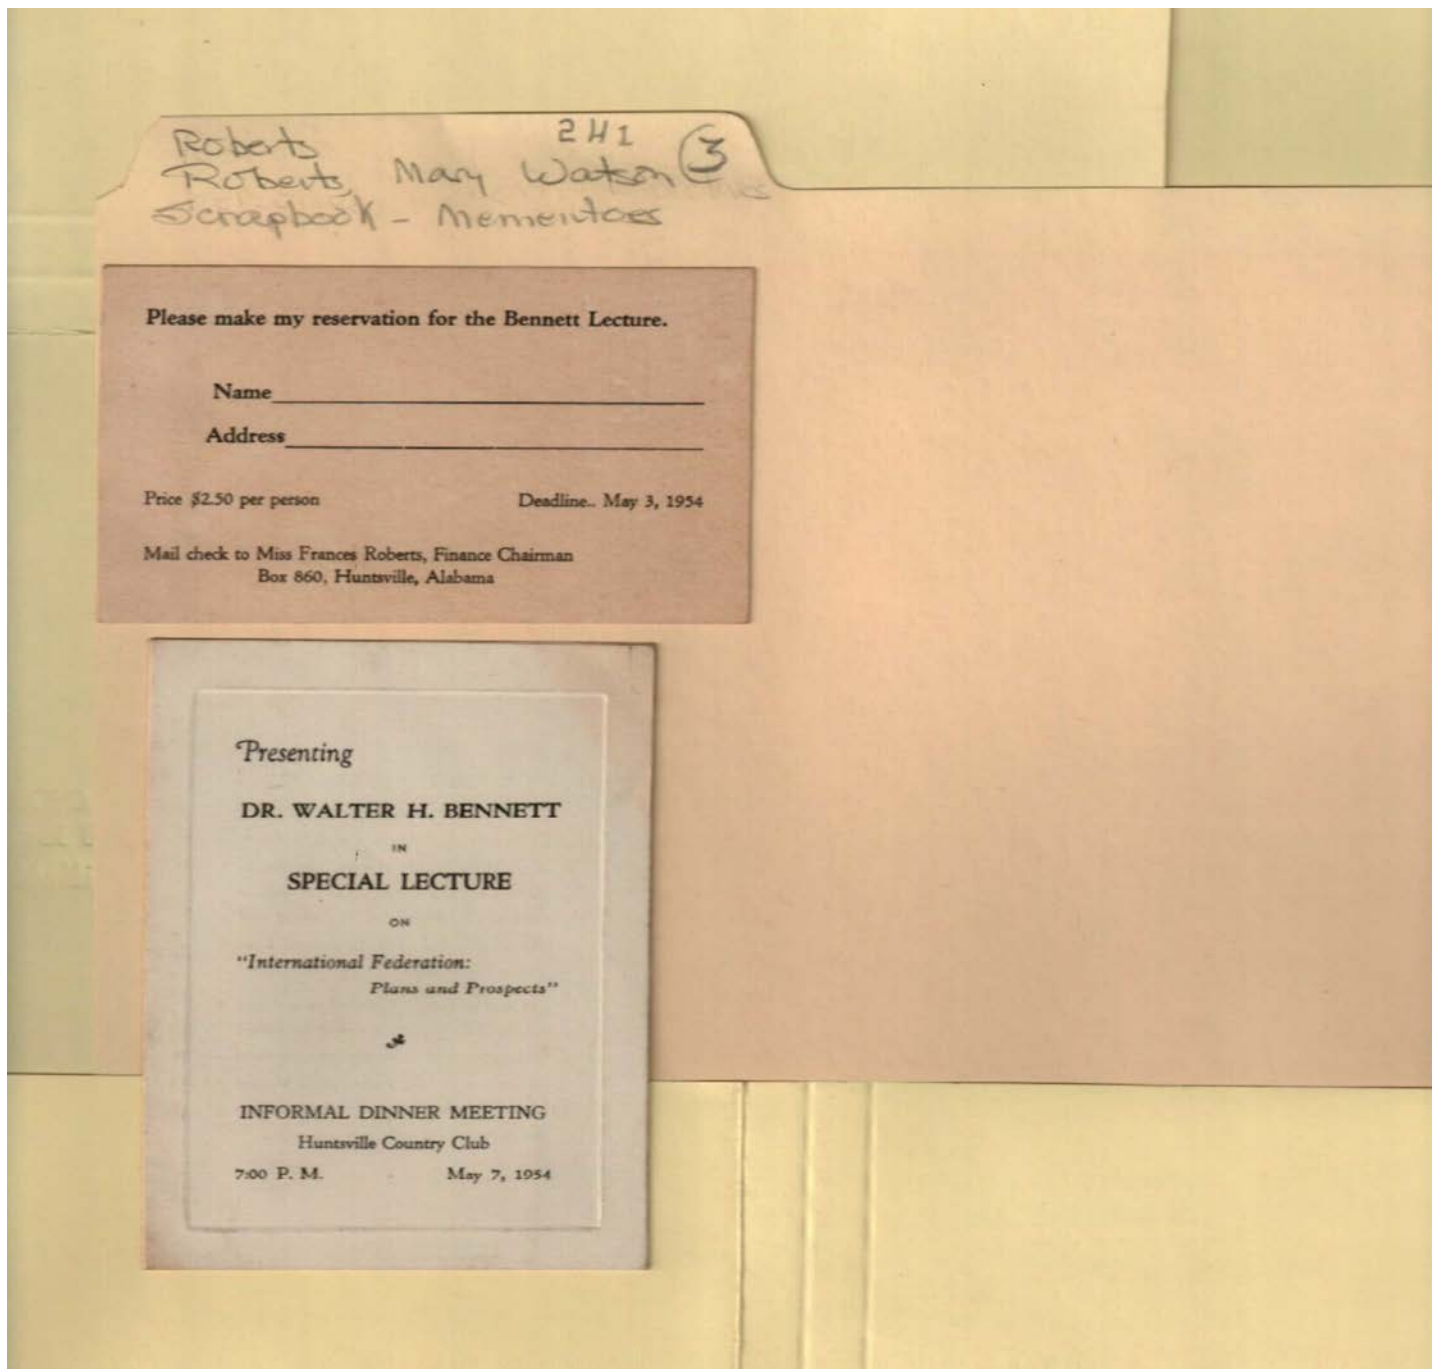 Roberts 2H1
Roberts, Mary Watson 3
Scrapbook - Mementoes
Please make my reservation for the Bennett Lecture.
Name
Address
Price $2.50 per person Deadline.. May 3, 1954
Mail check to Miss Frances Roberts, Finance Chairman
Box 860, Huntsville, Alabama
Presenting
DR. WALTER H. BENNETT
IN
SPECIAL LECTURE
ON
"International Federation:
Plans and Prospects"
INFORMAL DINNER MEETING
Huntsville Country Club
7:00 P. M. May 7, 1954